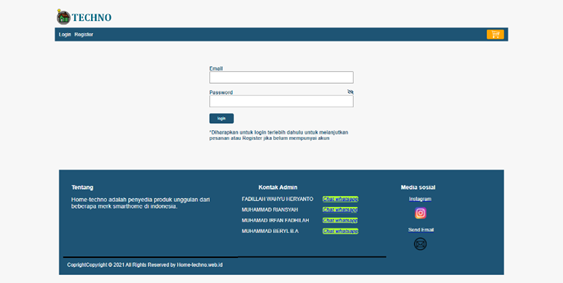 TECHNO
Login Register
Email
Password
login
*Diharapkan untuk login terlebih dahulu untuk melanjutkan
pesanan atau Register jika belum mempunyai akun
Tentang
Home-techno adalah penyedia produk unggulan dari
beberapa merk smarthome di indonesia.
Kontak Admin
FADILLAH WAHYU HERYANTO Chat whatsapp
MUHAMMAD RIANSYAH Chat whatsapp
MUHAMAD IRFAN FADHILAH Chat whatsapp
MUHAMMAD BERYL B.A Chat whatsapp
Media sosial
Instagram
Send Email
CoprightCopyright © 2021 All Rights Reserved by Home-techno.web.id